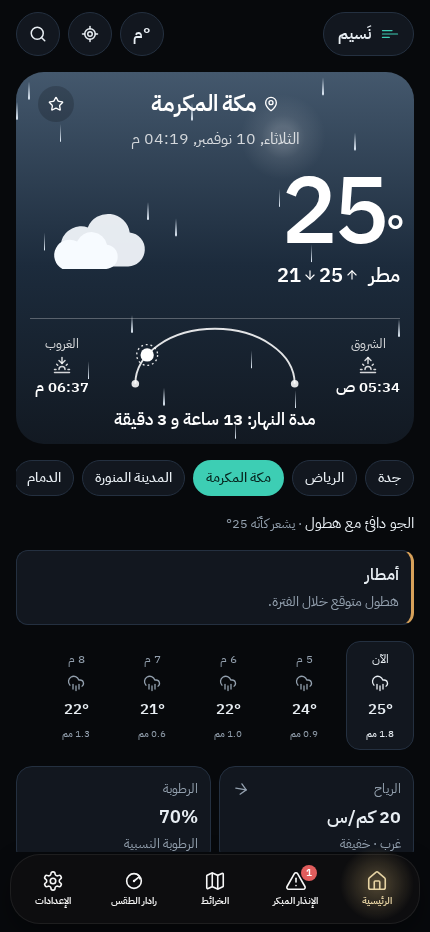 نَسيم
°م
مكة المكرمة
الثلاثاء, 10 نوفمبر, 04:19 م
25°
مطر ↑25 ↓21
الشروق
05:34 ص
الغروب
06:37 م
مدة النهار: 13 ساعة و 3 دقيقة
جدة
الرياض
مكة المكرمة
المدينة المنورة
الدمام
الجو دافئ مع هطول · يشعر كأنّه 25°
أمطار
هطول متوقع خلال الفترة.
الآن
25°
1.8 مم
5 م
24°
0.9 مم
6 م
22°
1.0 مم
7 م
21°
0.6 مم
8 م
22°
1.3 مم
الرياح
20 كم/س
غرب · خفيفة
الرطوبة
70%
الرطوبة النسبية
الرئيسية
1
الإنذار المبكر
الخرائط
رادار الطقس
الإعدادات